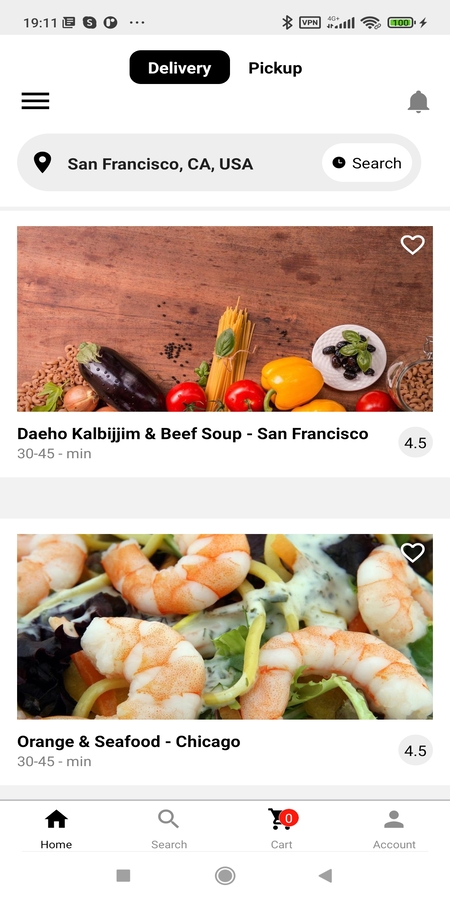 19:11
VPN
4G+
100
Delivery
Pickup
San Francisco, CA, USA
Search
Daeho Kalbijjim & Beef Soup - San Francisco
30-45 - min
4.5
Orange & Seafood - Chicago
30-45 - min
4.5
0
Home
Search
Cart
Account